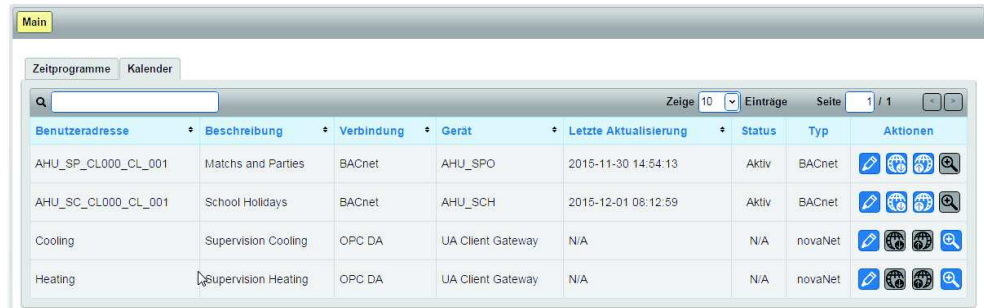 Main
Zeitprogramme Kalender
Zeige 10 Einträge Seite 1 / 1 < >
Benutzeradresse Beschreibung Verbindung Gerät Letzte Aktualisierung Status Typ Aktionen
AHU_SP_CL000_CL_001 Matchs and Parties BACnet AHU_SPO 2015-11-30 14:54:13 Aktiv BACnet
AHU_SC_CL000_CL_001 School Holidays BACnet AHU_SCH 2015-12-01 08:12:59 Aktiv BACnet
Cooling Supervision Cooling OPC DA UA Client Gateway N/A N/A novaNet
Heating Supervision Heating OPC DA UA Client Gateway N/A N/A novaNet